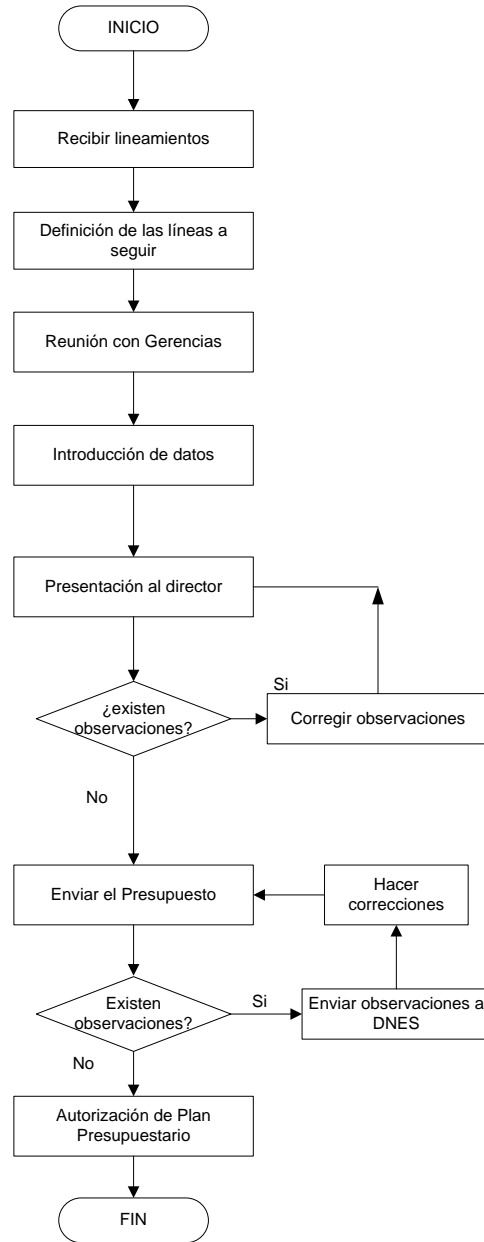 INICIO
Recibir lineamientos
Definición de las líneas a
seguir
Reunión con Gerencias
Introducción de datos
Presentación al director
¿existen
observaciones?
Si
Corregir observaciones
No
Enviar el Presupuesto
Hacer
correcciones
Existen
observaciones?
Si
Enviar observaciones a
DNES
No
Autorización de Plan
Presupuestario
FIN